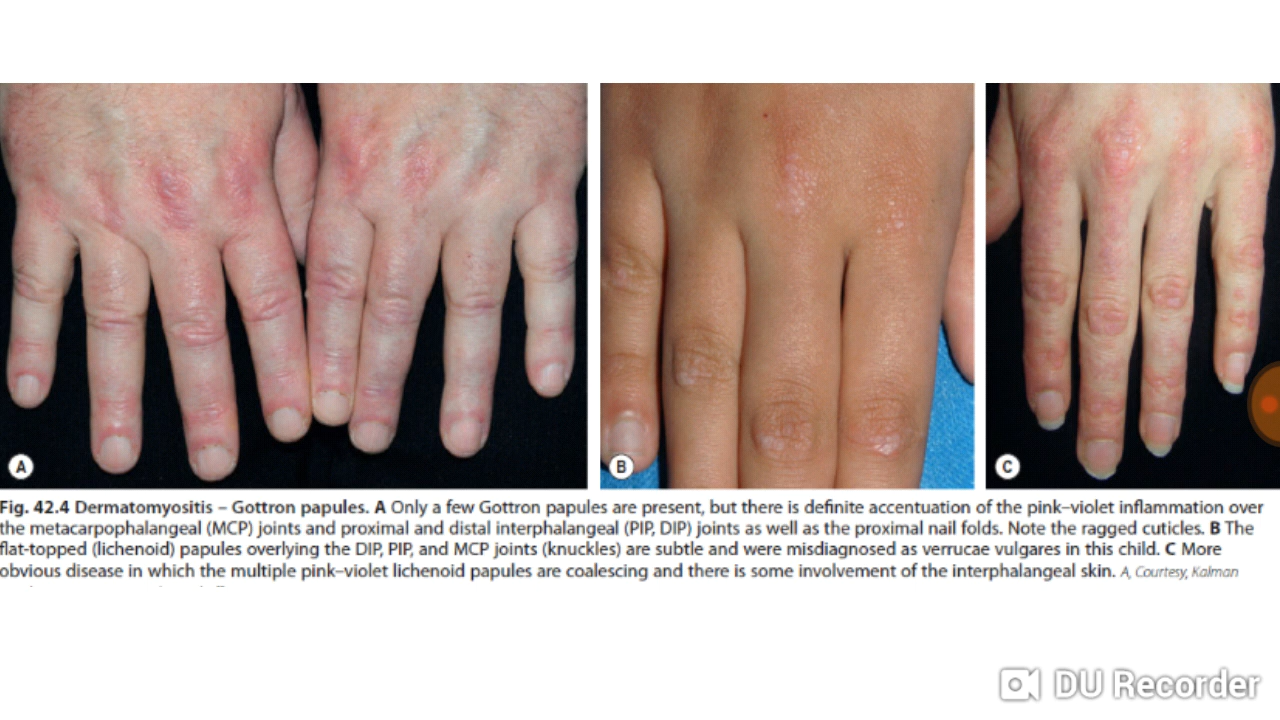 A
B
C
Fig. 42.4 Dermatomyositis – Gottron papules. A Only a few Gottron papules are present, but there is definite accentuation of the pink–violet inflammation over
the metacarpophalangeal (MCP) joints and proximal and distal interphalangeal (PIP, DIP) joints as well as the proximal nail folds. Note the ragged cuticles. B The
flat-topped (lichenoid) papules overlying the DIP, PIP, and MCP joints (knuckles) are subtle and were misdiagnosed as verrucae vulgares in this child. C More
obvious disease in which the multiple pink–violet lichenoid papules are coalescing and there is some involvement of the interphalangeal skin. A, Courtesy, Kalman
DU Recorder